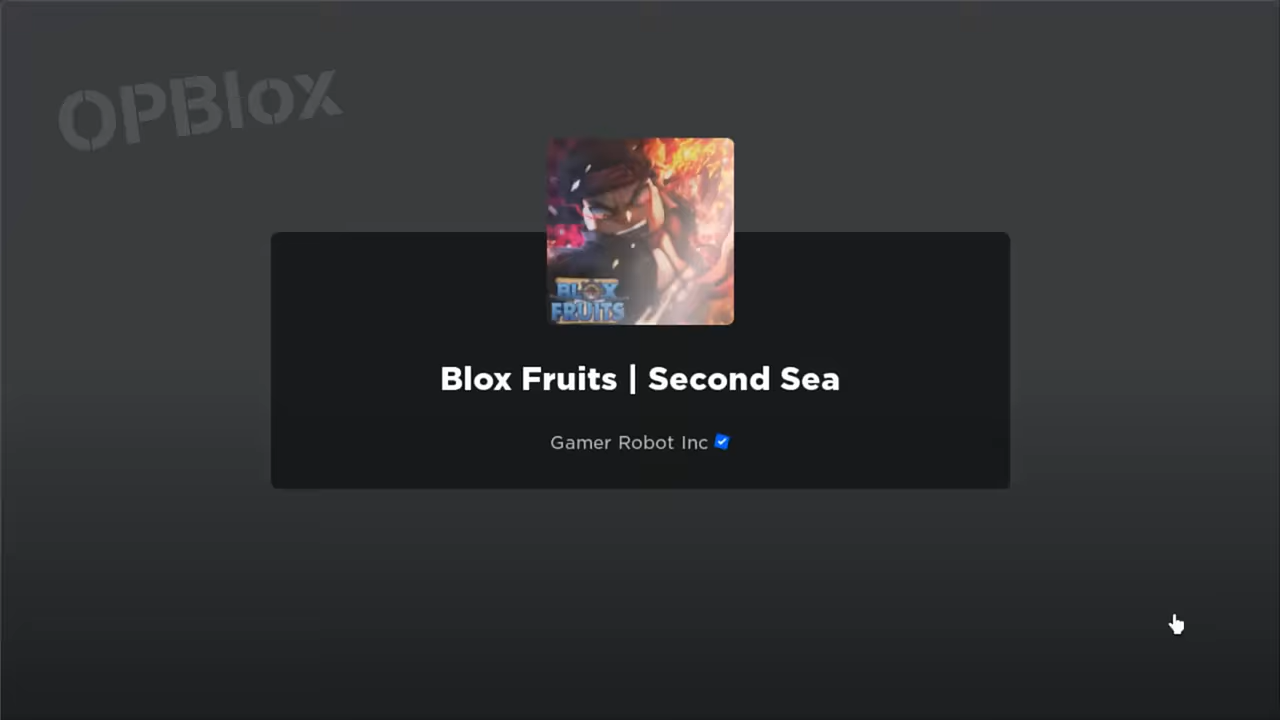 OPBlox
BLOX
FRUITS
Blox Fruits | Second Sea
Gamer Robot Inc